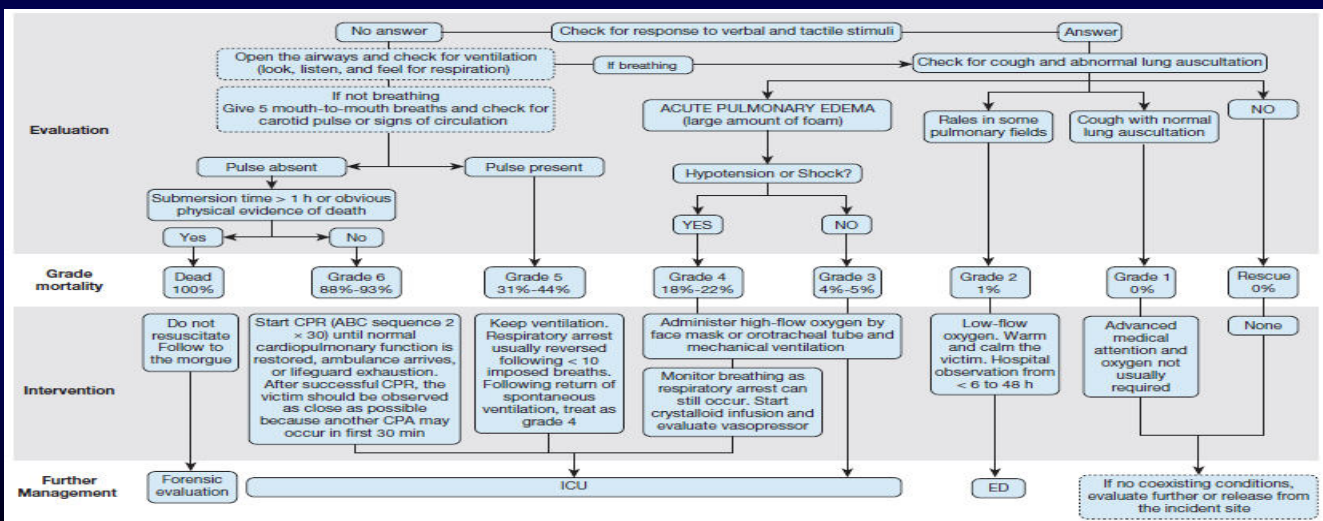 No answer
Check for response to verbal and tactile stimuli
Answer
Open the airways and check for ventilation
(look, listen, and feel for respiration)
If breathing
Check for cough and abnormal lung auscultation
Evaluation
If not breathing
Give 5 mouth-to-mouth breaths and check for
carotid pulse or signs of circulation
ACUTE PULMONARY EDEMA
(large amount of foam)
Rales in some
pulmonary fields
Cough with normal
lung auscultation
NO
Pulse absent
Pulse present
Hypotension or Shock?
Submersion time > 1 h or obvious
physical evidence of death
Yes
No
YES
NO
Grade
mortality
Dead
100%
Grade 6
88%-93%
Grade 5
31%-44%
Grade 4
18%-22%
Grade 3
4%-5%
Grade 2
1%
Grade 1
0%
Rescue
0%
Intervention
Do not
resuscitate
Follow to
the morgue
Start CPR (ABC sequence 2
× 30) until normal
cardiopulmonary function is
restored, ambulance arrives,
or lifeguard exhaustion.
After successful CPR, the
victim should be observed
as close as possible
because another CPA may
occur in first 30 min
Keep ventilation.
Respiratory arrest
usually reversed
following < 10
imposed breaths.
Following return of
spontaneous
ventilation, treat as
grade 4
Administer high-flow oxygen by
face mask or orotracheal tube and
mechanical ventilation
Monitor breathing as
respiratory arrest can
still occur. Start
crystalloid infusion and
evaluate vasopressor
Low-flow
oxygen. Warm
and calm the
victim. Hospital
observation from
< 6 to 48 h
Advanced
medical
attention and
oxygen not
usually
required
None
Further
Management
Forensic
evaluation
ICU
ED
If no coexisting conditions,
evaluate further or release from
the incident site